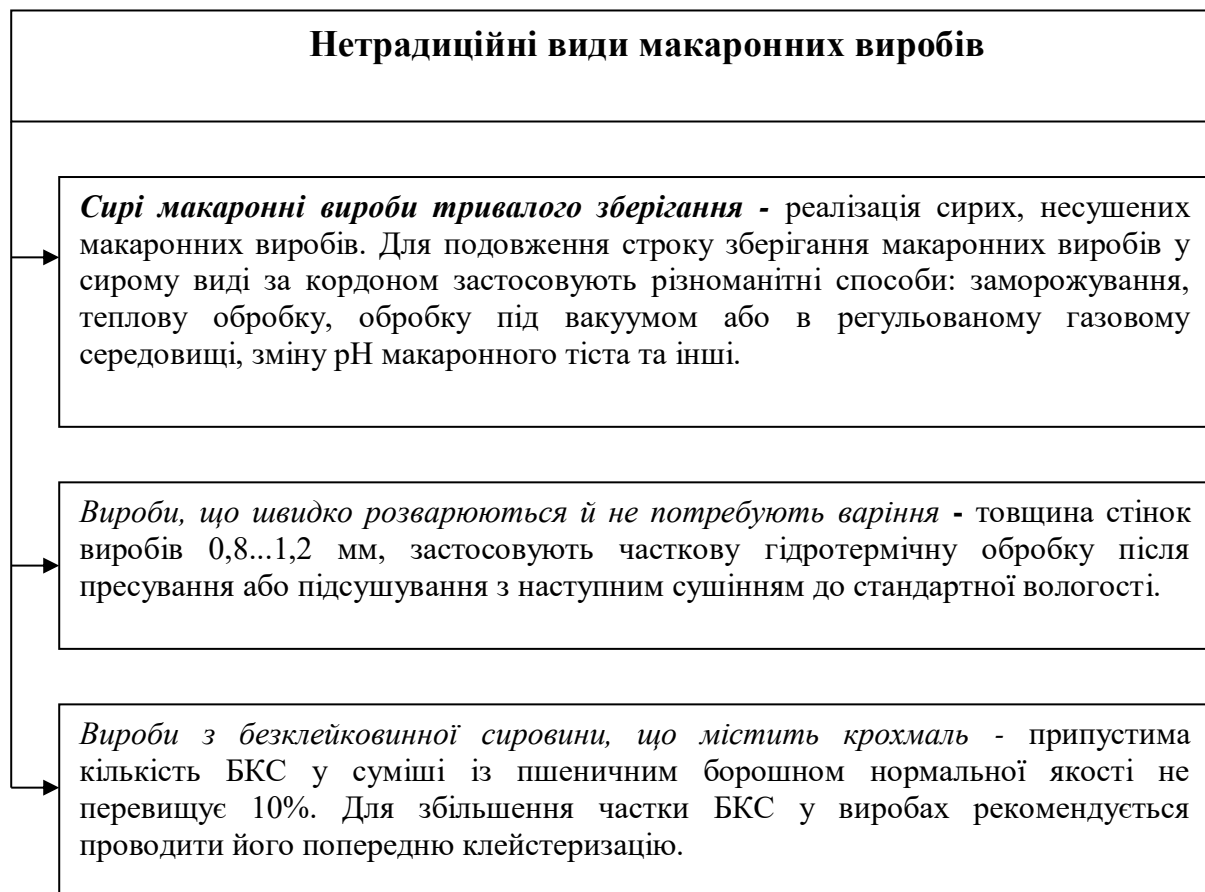 Нетрадиційні види макаронних виробів
Сирі макаронні вироби тривалого зберігання - реалізація сирих, несушених
макаронних виробів. Для подовження строку зберігання макаронних виробів у
сирому виді за кордоном застосовують різноманітні способи: заморожування,
теплову обробку, обробку під вакуумом або в регульованому газовому
середовищі, зміну рН макаронного тіста та інші.
Вироби, що швидко розварюються й не потребують варіння - товщина стінок
виробів 0,8...1,2 мм, застосовують часткову гідротермічну обробку після
пресування або підсушування з наступним сушінням до стандартної вологості.
Вироби з безклейковинної сировини, що містить крохмаль - припустима
кількість БКС у суміші із пшеничним борошном нормальної якості не
перевищує 10%. Для збільшення частки БКС у виробах рекомендується
проводити його попередню клейстеризацію.